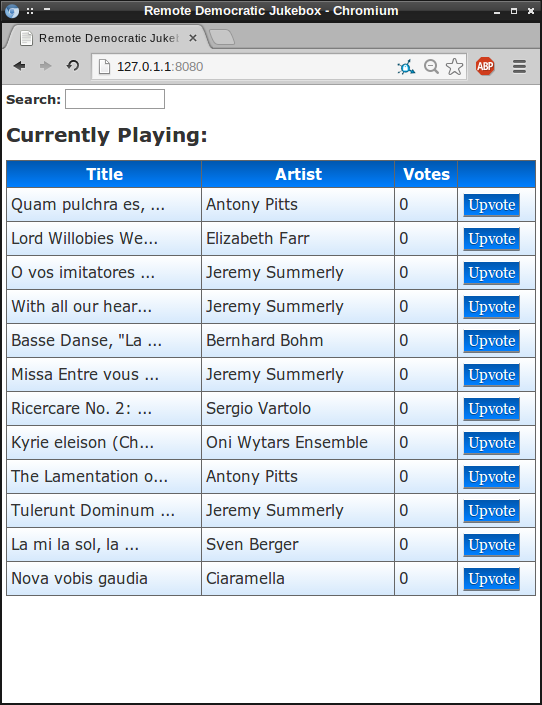 Remote Democratic Jukebox - Chromium
Remote Democratic Jukeb
127.0.1.1:8080
ABP
Search:
Currently Playing:
Title Artist Votes
Quam pulchra es, ... Antony Pitts 0 Upvote
Lord Willobies We... Elizabeth Farr 0 Upvote
O vos imitatores ... Jeremy Summerly 0 Upvote
With all our hear... Jeremy Summerly 0 Upvote
Basse Danse, "La ... Bernhard Bohm 0 Upvote
Missa Entre vous ... Jeremy Summerly 0 Upvote
Ricercare No. 2: ... Sergio Vartolo 0 Upvote
Kyrie eleison (Ch... Oni Wytars Ensemble 0 Upvote
The Lamentation o... Antony Pitts 0 Upvote
Tulerunt Dominum ... Jeremy Summerly 0 Upvote
La mi la sol, la ... Sven Berger 0 Upvote
Nova vobis gaudia Ciaramella 0 Upvote